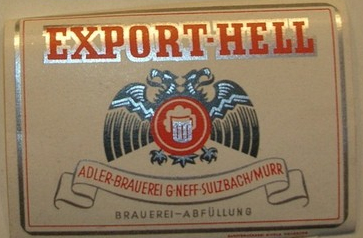 EXPORT-HELL
ADLER-BRAUEREI G·NEFF·SULZBACH/MURR
BRAUEREI-ABFÜLLUNG